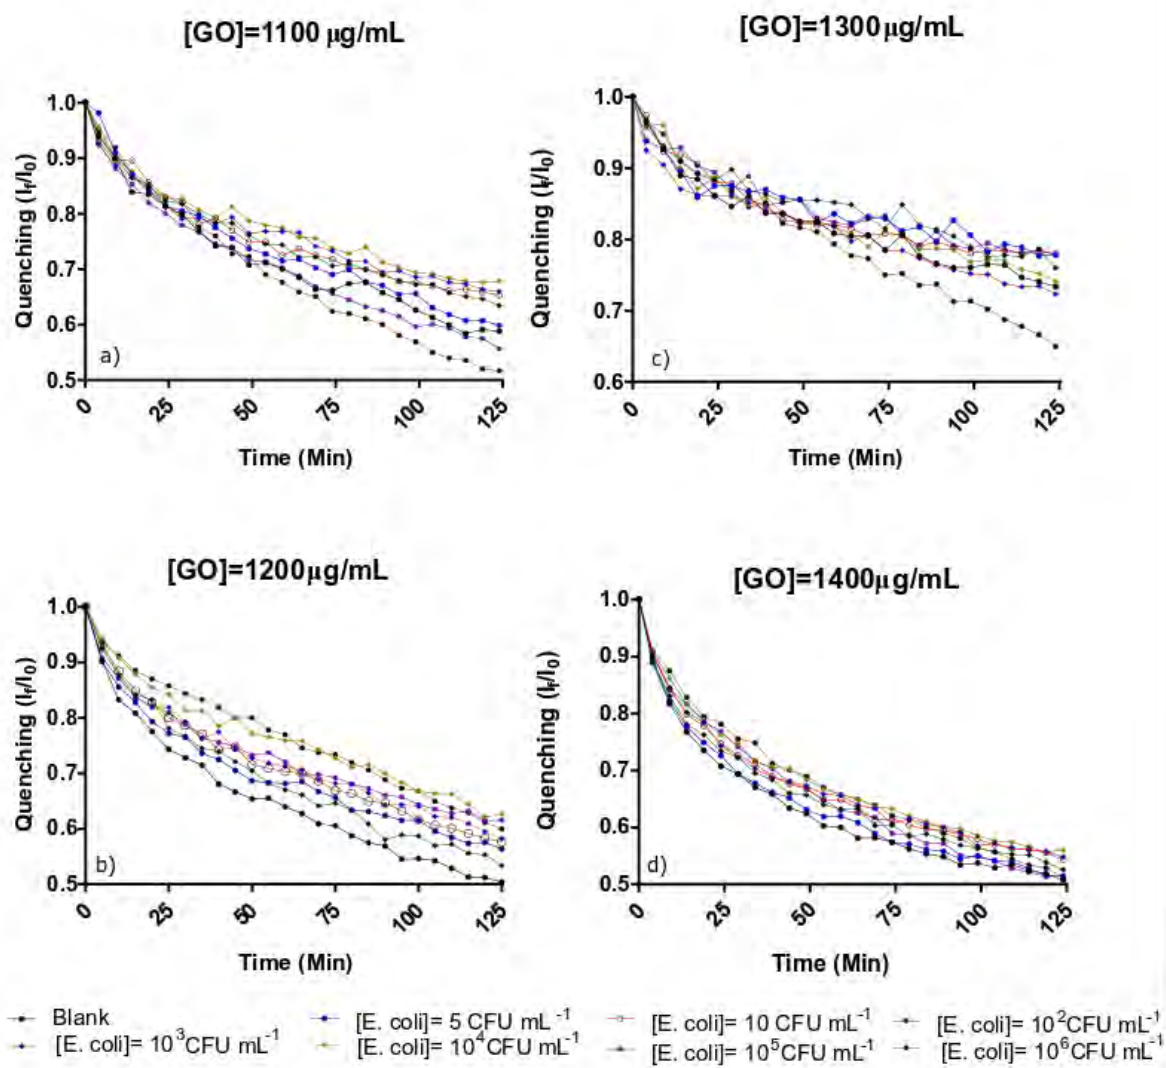 [GO]=1100 μg/mL
Quenching (If/I0)
1.0
0.9
0.8
0.7
0.6
0.5
a)
0
25
50
75
100
125
Time (Min)
[GO]=1300μg/mL
Quenching (If/I0)
1.0
0.9
0.8
0.7
0.6
c)
0
25
50
75
100
125
Time (Min)
[GO]=1200μg/mL
Quenching (If/I0)
1.0
0.9
0.8
0.7
0.6
0.5
b)
0
25
50
75
100
125
Time (Min)
[GO]=1400μg/mL
Quenching (If/I0)
1.0
0.9
0.8
0.7
0.6
0.5
d)
0
25
50
75
100
125
Time (Min)
Blank
[E. coli]= 5 CFU mL⁻¹
[E. coli]= 10 CFU mL⁻¹
[E. coli]= 10²CFU mL⁻¹
[E. coli]= 10³CFU mL⁻¹
[E. coli]= 10⁴CFU mL⁻¹
[E. coli]= 10⁵CFU mL⁻¹
[E. coli]= 10⁶CFU mL⁻¹